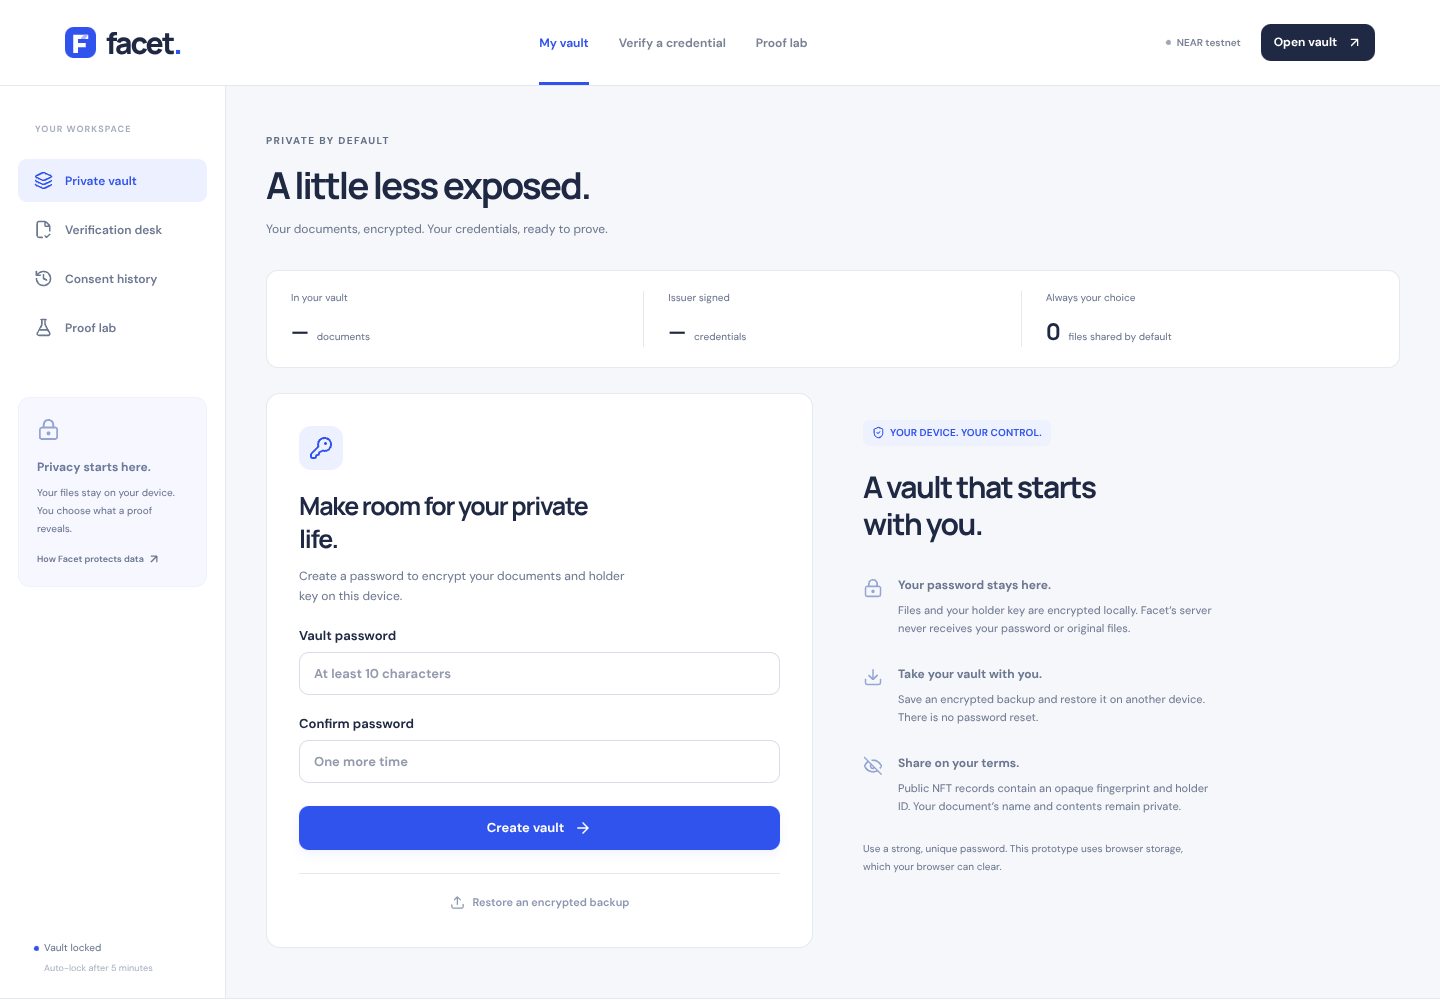 facet.
My vault
Verify a credential
Proof lab
NEAR testnet
Open vault
YOUR WORKSPACE
Private vault
Verification desk
Consent history
Proof lab
Privacy starts here.
Your files stay on your device.
You choose what a proof
reveals.
How Facet protects data
Vault locked
Auto-lock after 5 minutes
PRIVATE BY DEFAULT
A little less exposed.
Your documents, encrypted. Your credentials, ready to prove.
In your vault
— documents
Issuer signed
— credentials
Always your choice
0 files shared by default
Make room for your private
life.
Create a password to encrypt your documents and holder
key on this device.
Vault password
At least 10 characters
Confirm password
One more time
Create vault
Restore an encrypted backup
YOUR DEVICE. YOUR CONTROL.
A vault that starts
with you.
Your password stays here.
Files and your holder key are encrypted locally. Facet’s server
never receives your password or original files.
Take your vault with you.
Save an encrypted backup and restore it on another device.
There is no password reset.
Share on your terms.
Public NFT records contain an opaque fingerprint and holder
ID. Your document’s name and contents remain private.
Use a strong, unique password. This prototype uses browser storage,
which your browser can clear.